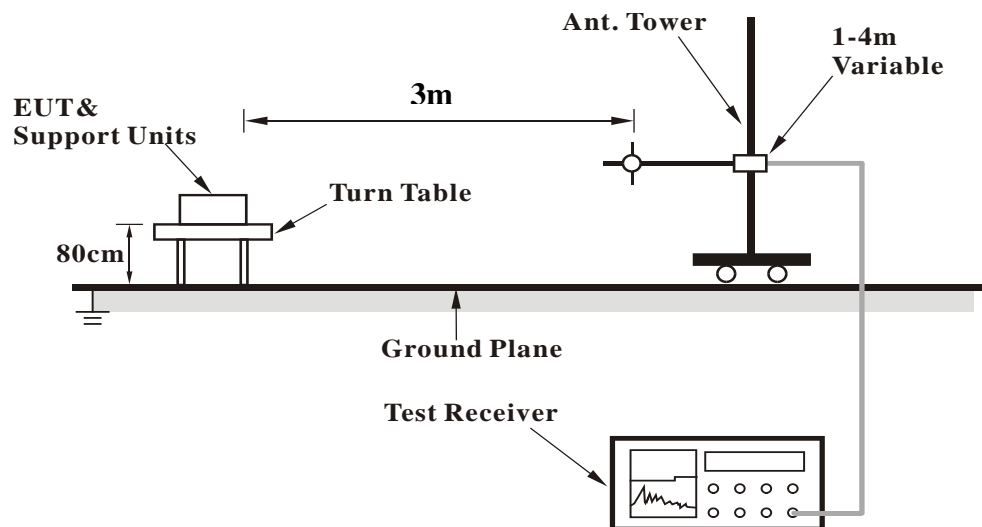 Ant. Tower
1-4m
Variable
3m
EUT&
Support Units
Turn Table
80cm
Ground Plane
Test Receiver